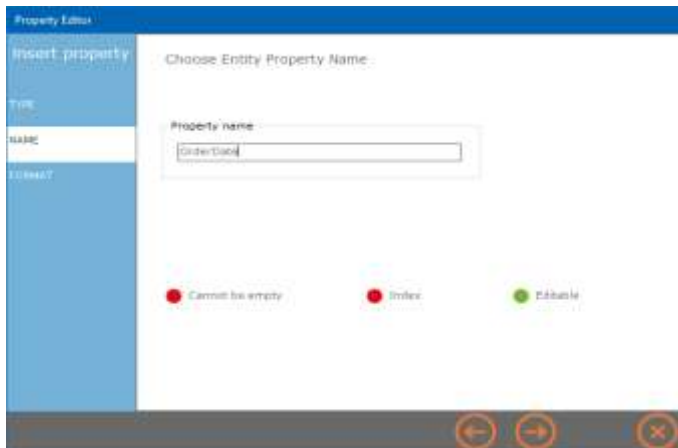 Property Editor
Insert property
Choose Entity Property Name
TYPE
Property name
NAME
OrderDate
FORMAT
Cannot be empty
Index
Editable